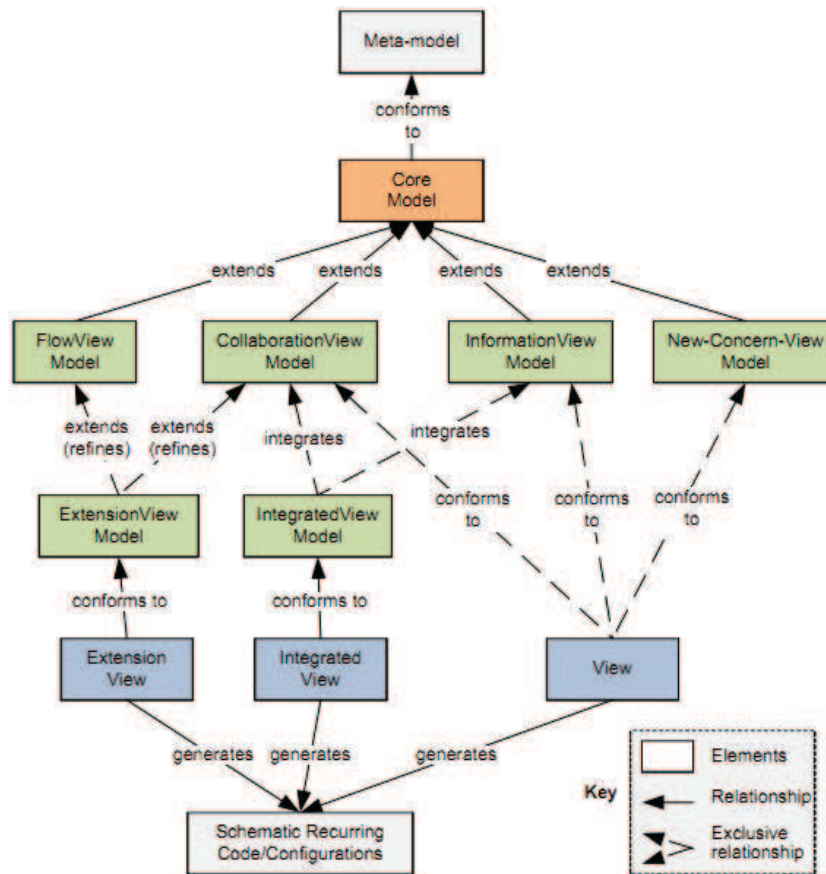 Meta-model
conforms
to
Core
Model
extends
extends
extends
extends
FlowView
Model
CollaborationView
Model
InformationView
Model
New-Concern-View
Model
extends
(refines)
extends
(refines)
integrates
integrates
conforms
to
conforms
to
conforms
to
ExtensionView
Model
IntegratedView
Model
conforms to
conforms to
Extension
View
Integrated
View
View
generates
generates
generates
Schematic Recurring
Code/Configurations
Key
Elements
Relationship
Exclusive
relationship